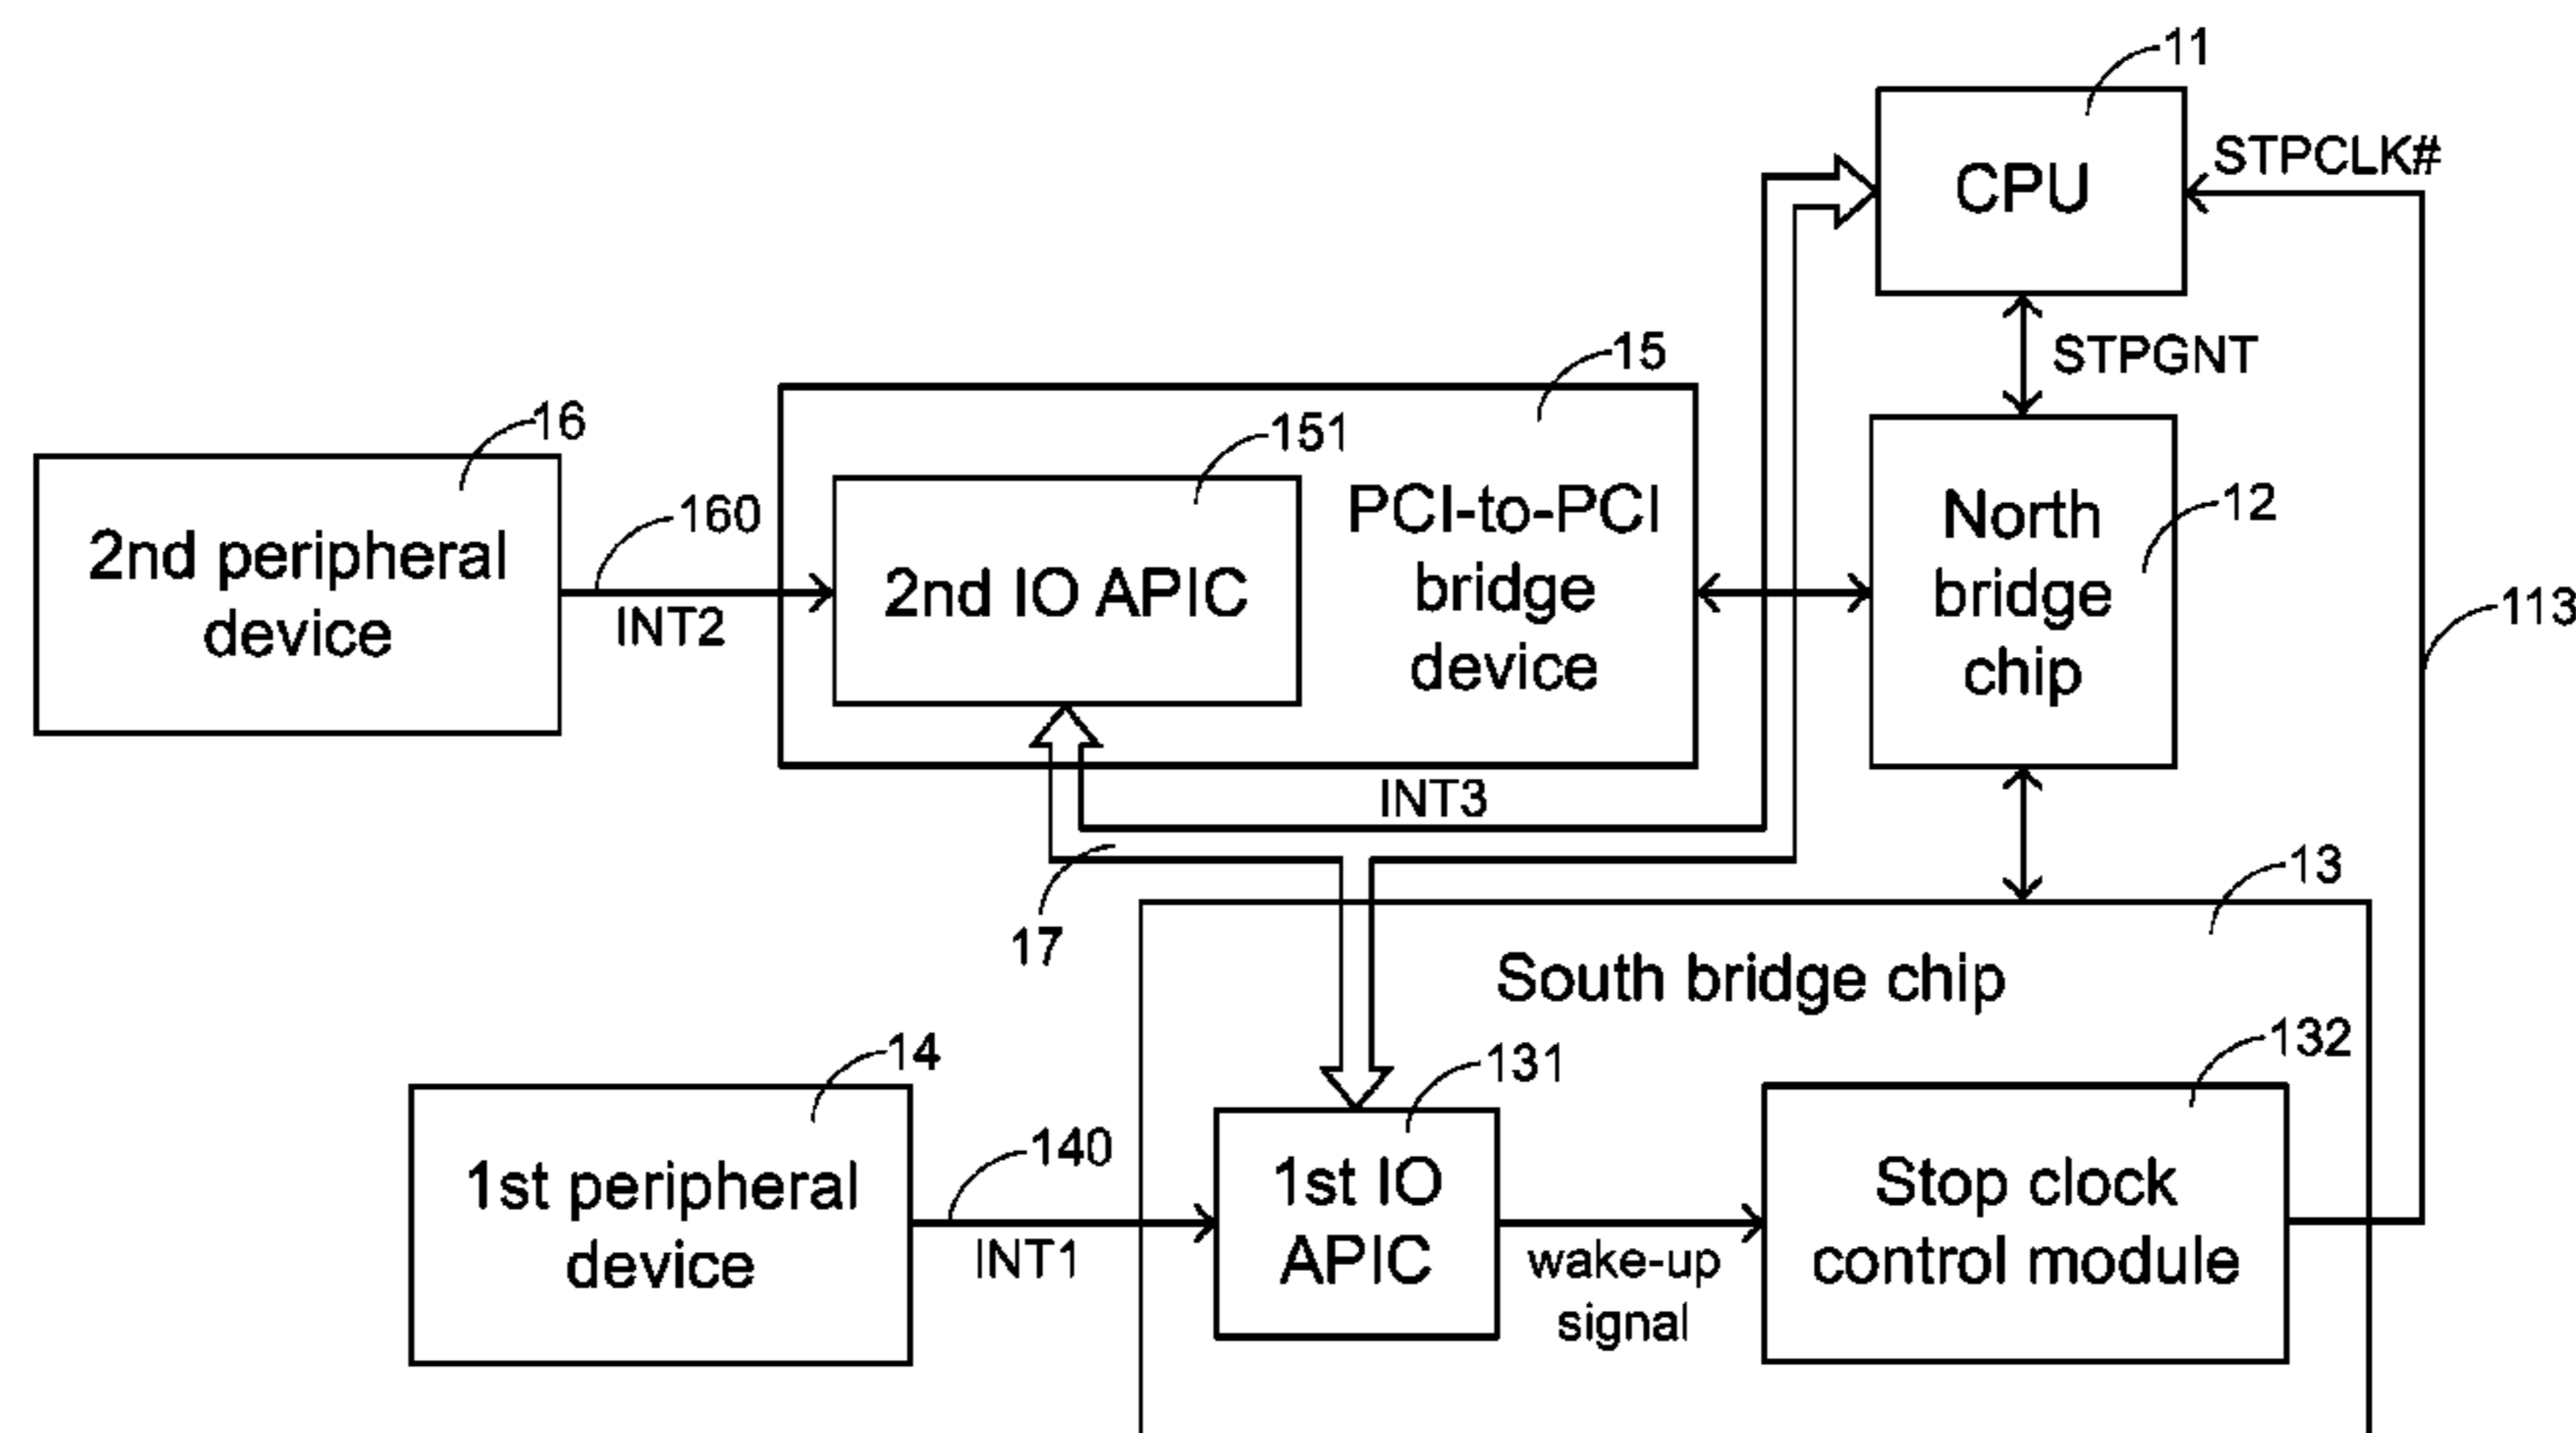 11
CPU
STPCLK#
STPGNT
15
16
151
2nd peripheral
device
160
INT2
2nd IO APIC
PCI-to-PCI
bridge
device
North
bridge
chip
12
113
INT3
17
13
South bridge chip
14
131
132
1st peripheral
device
140
INT1
1st IO
APIC
wake-up
signal
Stop clock
control module